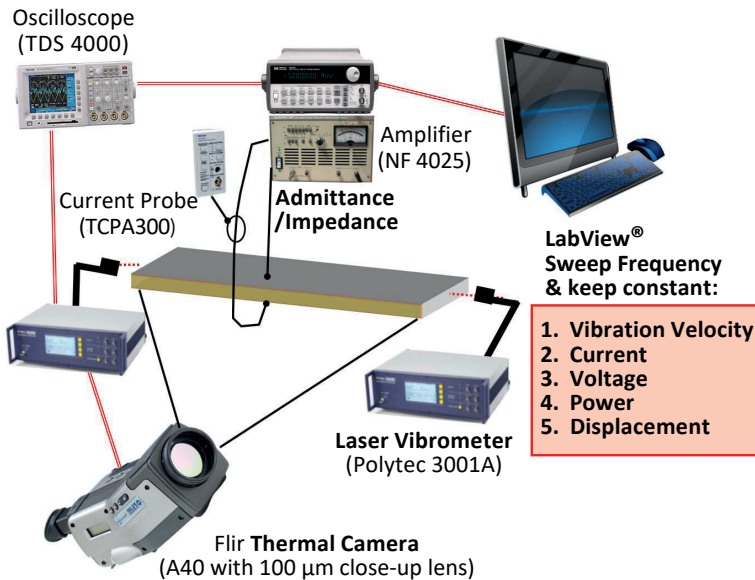 Oscilloscope
(TDS 4000)
Amplifier
(NF 4025)
Current Probe
(TCPA300)
Admittance
/Impedance
LabView®
Sweep Frequency
& keep constant:
1. Vibration Velocity
2. Current
3. Voltage
4. Power
5. Displacement
Laser Vibrometer
(Polytec 3001A)
Flir Thermal Camera
(A40 with 100 μm close-up lens)